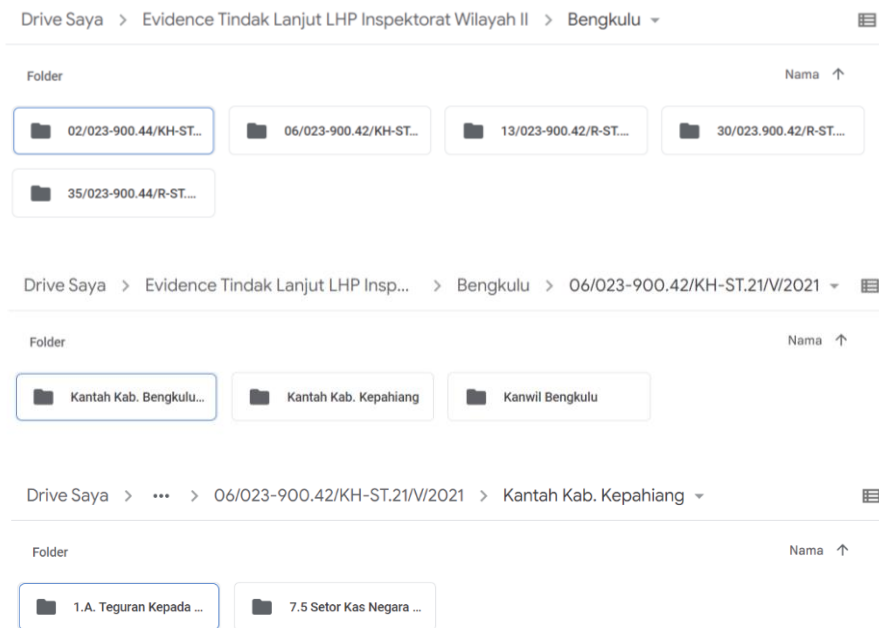 Drive Saya > Evidence Tindak Lanjut LHP Inspektorat Wilayah II > Bengkulu
Folder Nama ↑
02/023-900.44/KH-ST... 06/023-900.42/KH-ST... 13/023-900.42/R-ST.... 30/023.900.42/R-ST....
35/023-900.44/R-ST....
Drive Saya > Evidence Tindak Lanjut LHP Insp... > Bengkulu > 06/023-900.42/KH-ST.21/V/2021
Folder Nama ↑
Kantah Kab. Bengkulu... Kantah Kab. Kepahiang Kanwil Bengkulu
Drive Saya > ••• > 06/023-900.42/KH-ST.21/V/2021 > Kantah Kab. Kepahiang
Folder Nama ↑
1.A. Teguran Kepada ... 7.5 Setor Kas Negara ...